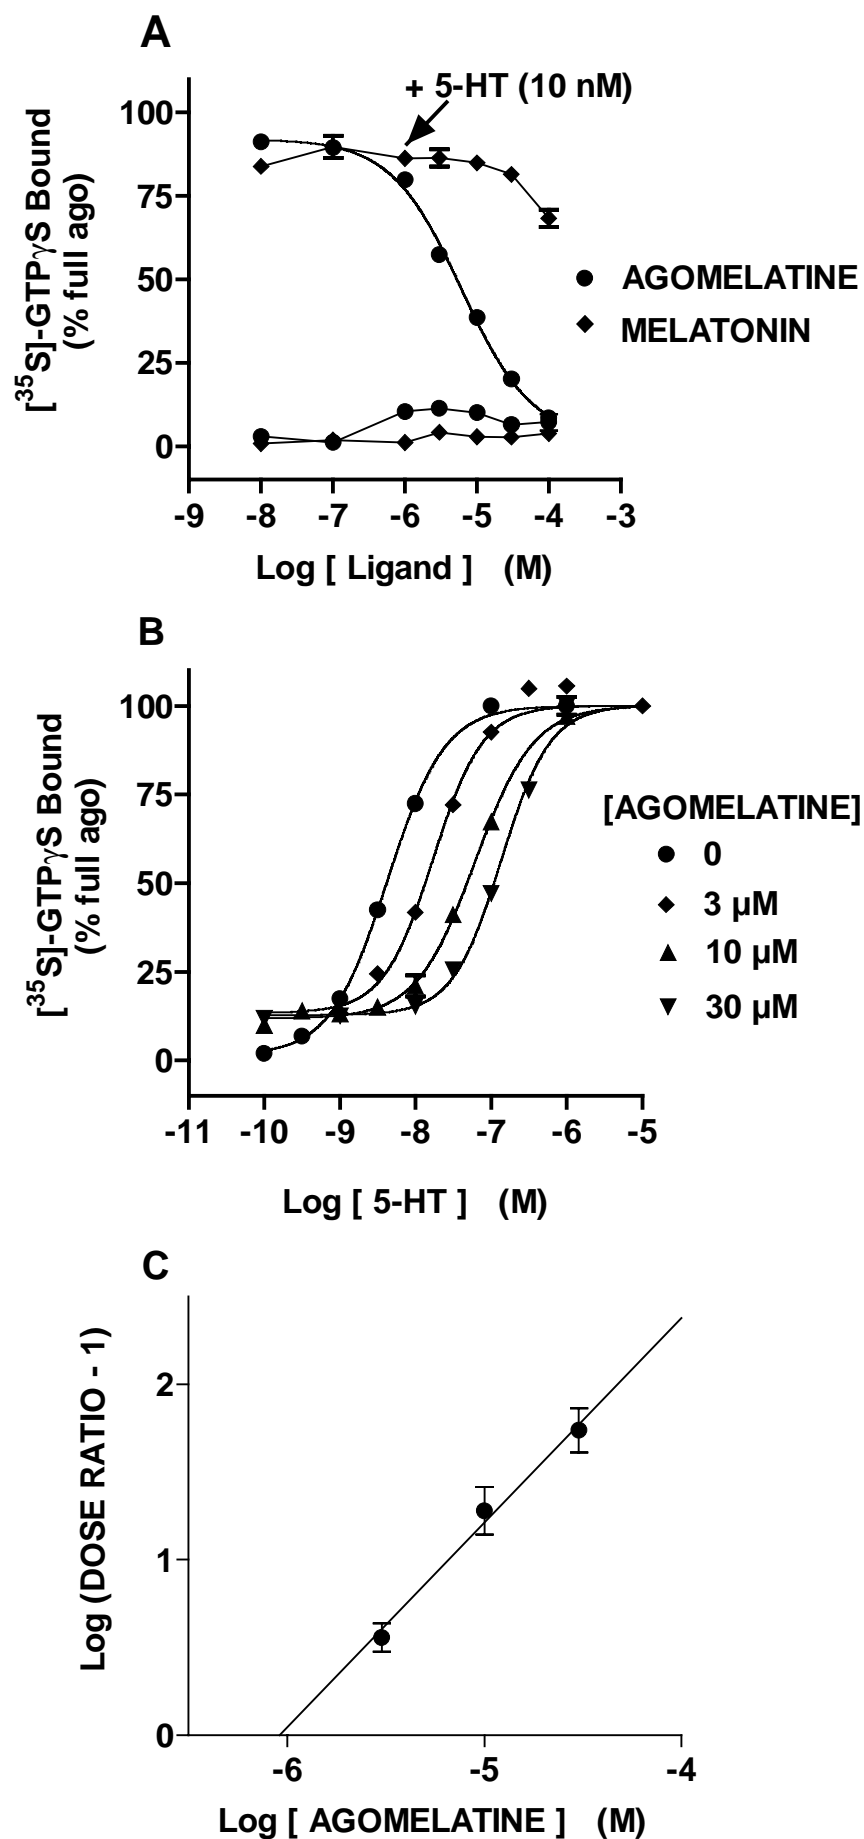 A
+ 5-HT (10 nM)
[³⁵S]-GTPγS Bound
(% full ago)
100
75
50
25
0
AGOMELATINE
MELATONIN
-9 -8 -7 -6 -5 -4 -3
Log [ Ligand ] (M)
B
[³⁵S]-GTPγS Bound
(% full ago)
100
75
50
25
0
[AGOMELATINE]
0
3 µM
10 µM
30 µM
-11 -10 -9 -8 -7 -6 -5
Log [ 5-HT ] (M)
C
Log (DOSE RATIO - 1)
2
1
0
-6 -5 -4
Log [ AGOMELATINE ] (M)